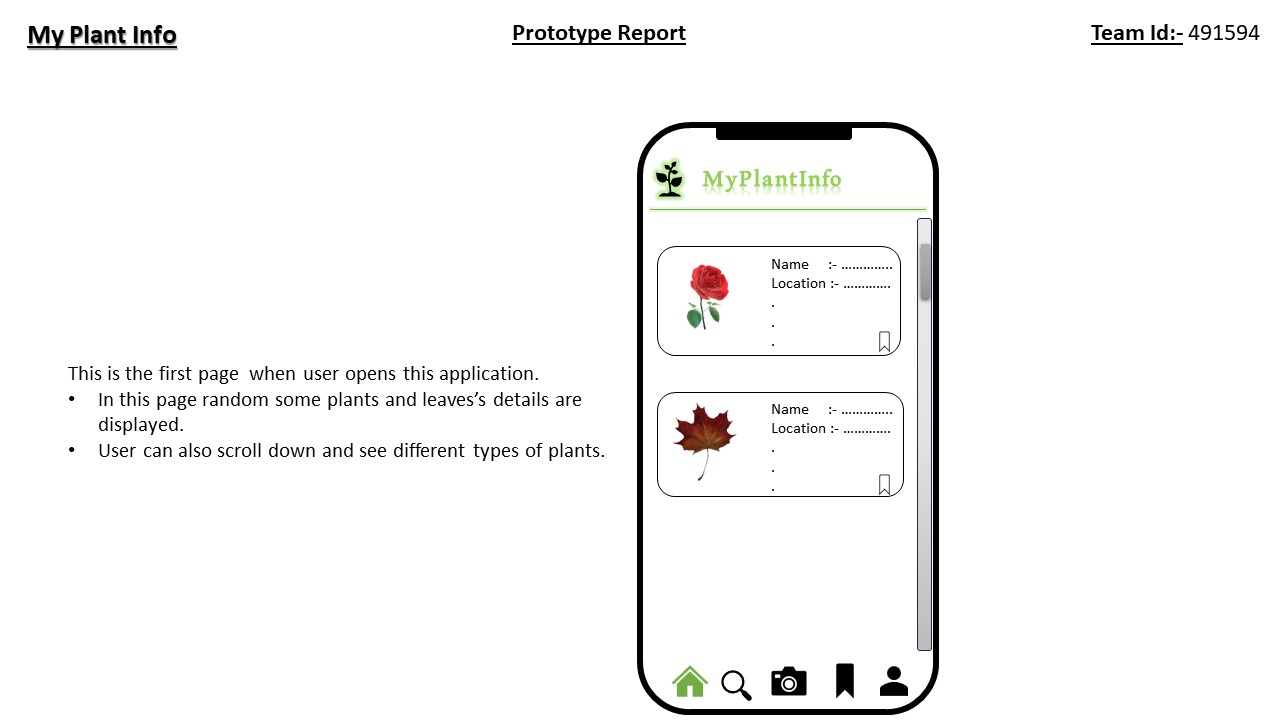 My Plant Info
Prototype Report
Team Id:- 491594
MyPlantInfo
Name :- ..............
Location :- .............
.
.
.
This is the first page when user opens this application.
• In this page random some plants and leaves’s details are
displayed.
• User can also scroll down and see different types of plants.
Name :- ..............
Location :- .............
.
.
.